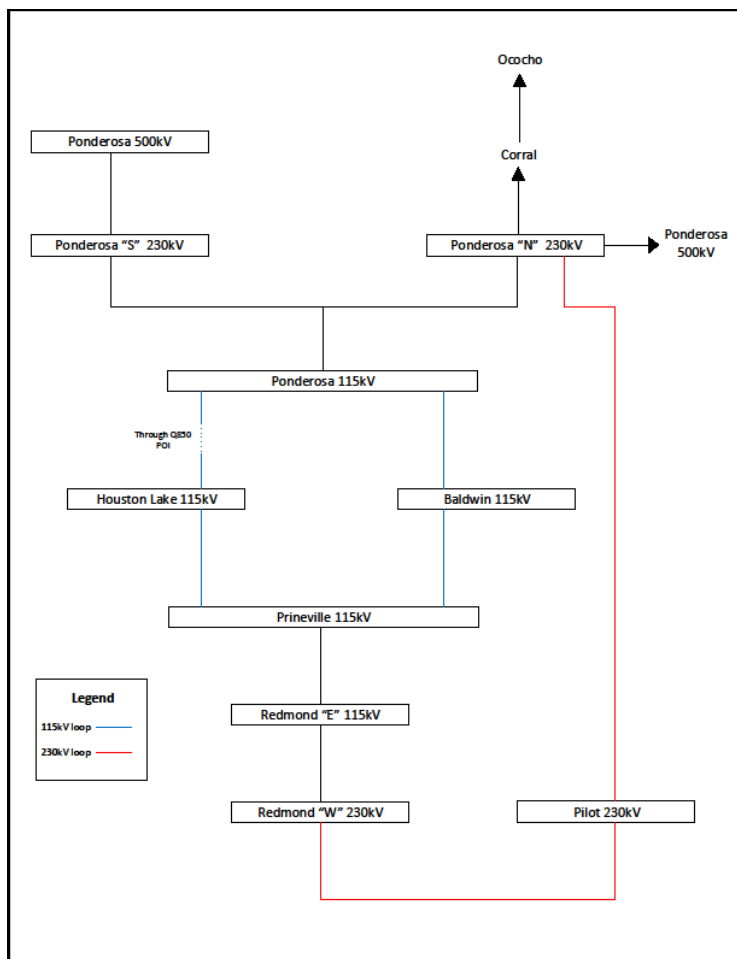 Ococho
Ponderosa 500kV
Corral
Ponderosa “S” 230kV
Ponderosa “N” 230kV
Ponderosa
500kV
Ponderosa 115kV
Through Q850
POI
Houston Lake 115kV
Baldwin 115kV
Prineville 115kV
Legend
115kV loop
230kV loop
Redmond “E” 115kV
Redmond “W” 230kV
Pilot 230kV